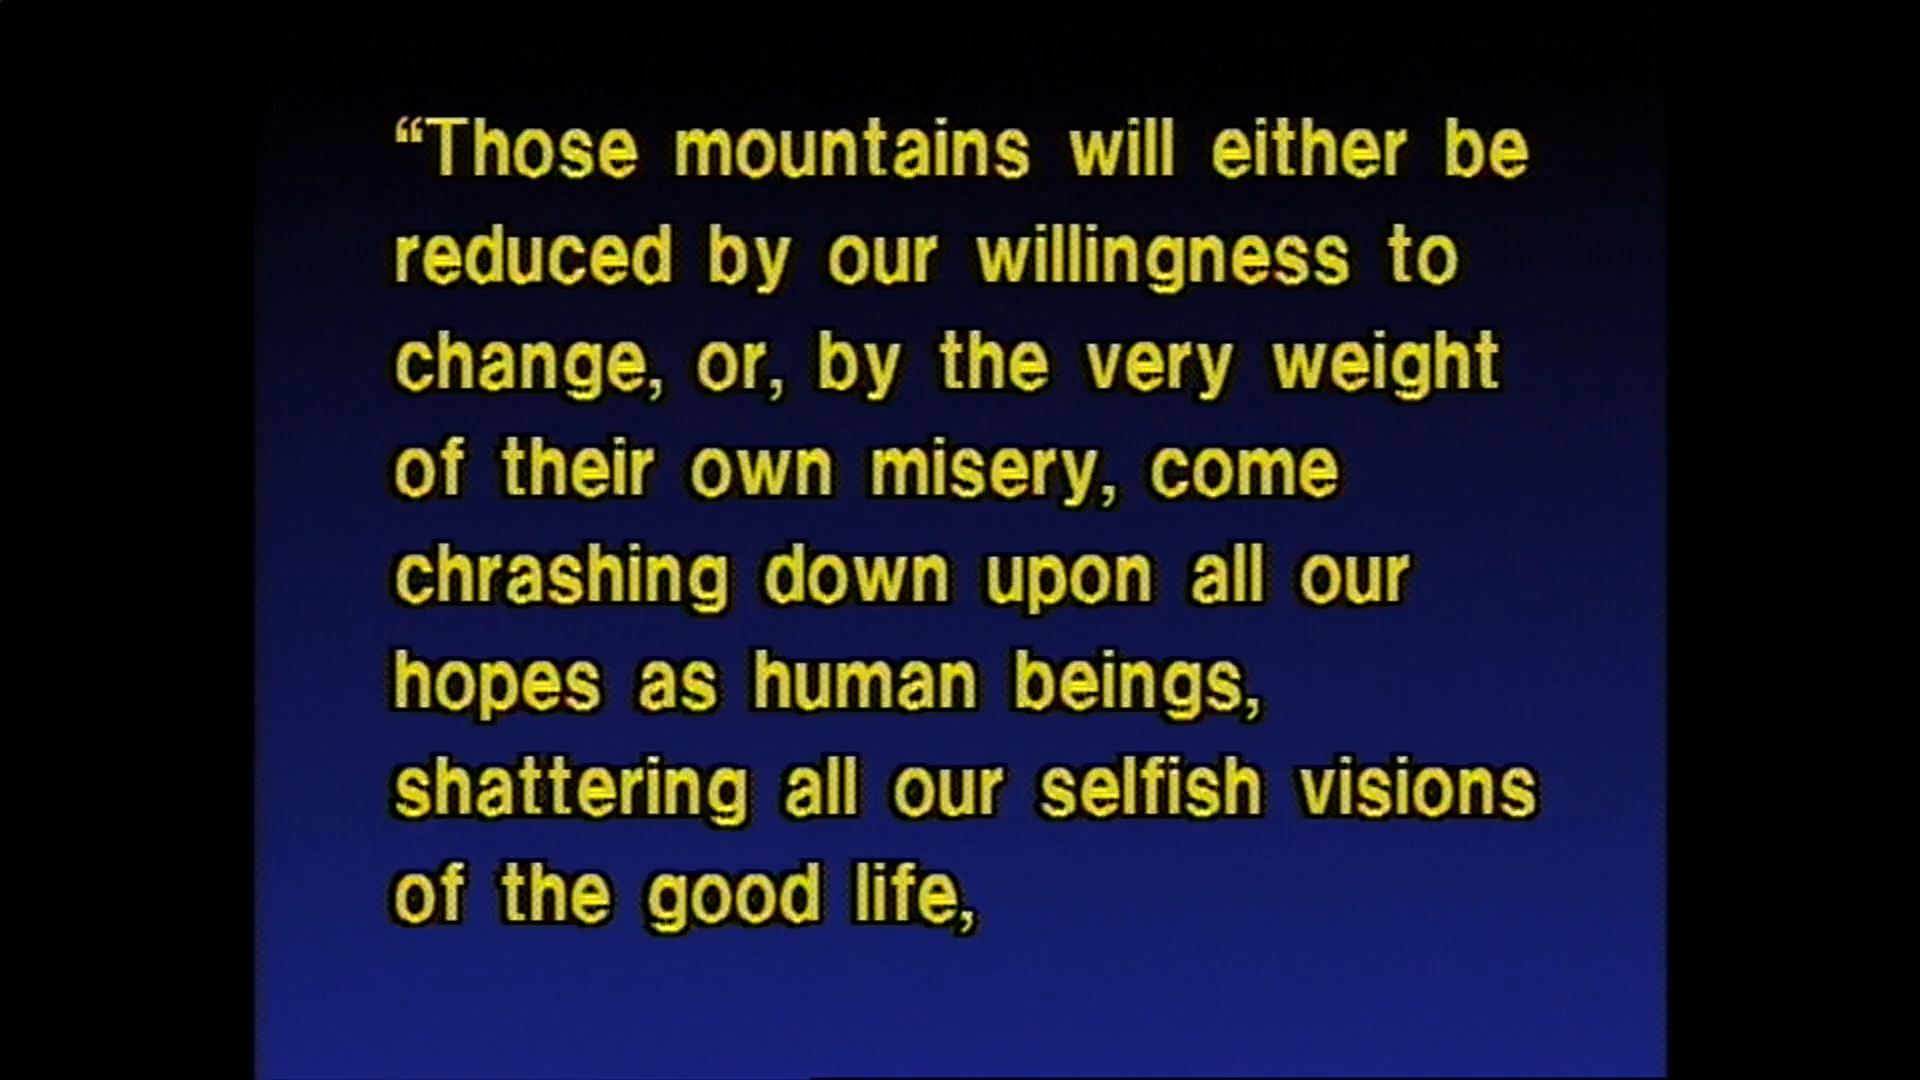 “Those mountains will either be
reduced by our willingness to
change, or, by the very weight
of their own misery, come
chrashing down upon all our
hopes as human beings,
shattering all our selfish visions
of the good life,